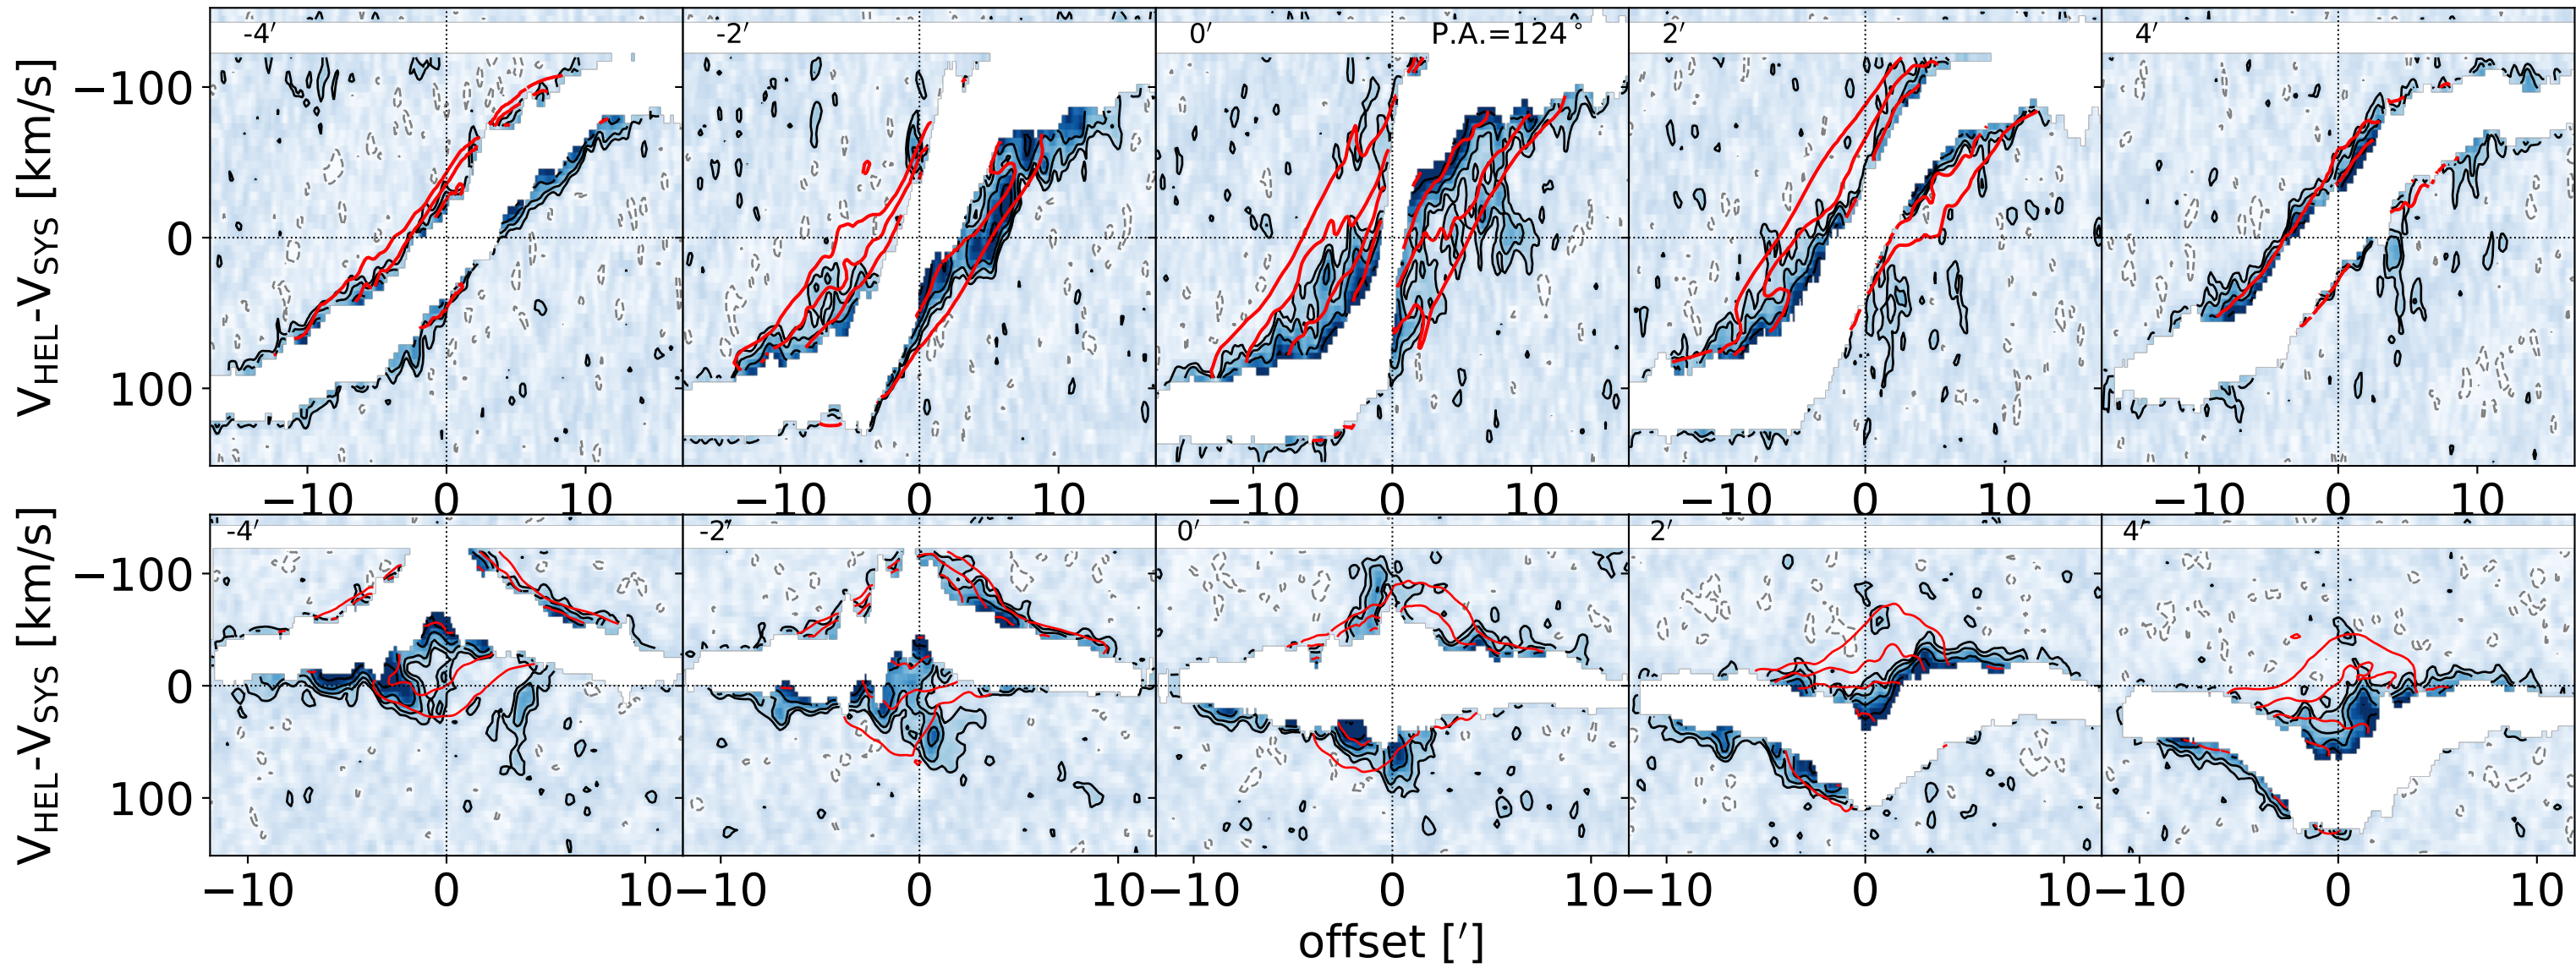 -4′ -2′ 0′ P.A.=124° 2′ 4′
V_HEL-V_SYS [km/s]
−100
0
100
−10 0 10 −10 0 10 −10 0 10 −10 0 10 −10 0 10
-4′ -2′ 0′ 2′ 4′
V_HEL-V_SYS [km/s]
−100
0
100
−10 0 10 −10 0 10 −10 0 10 −10 0 10 −10 0 10
offset [′]